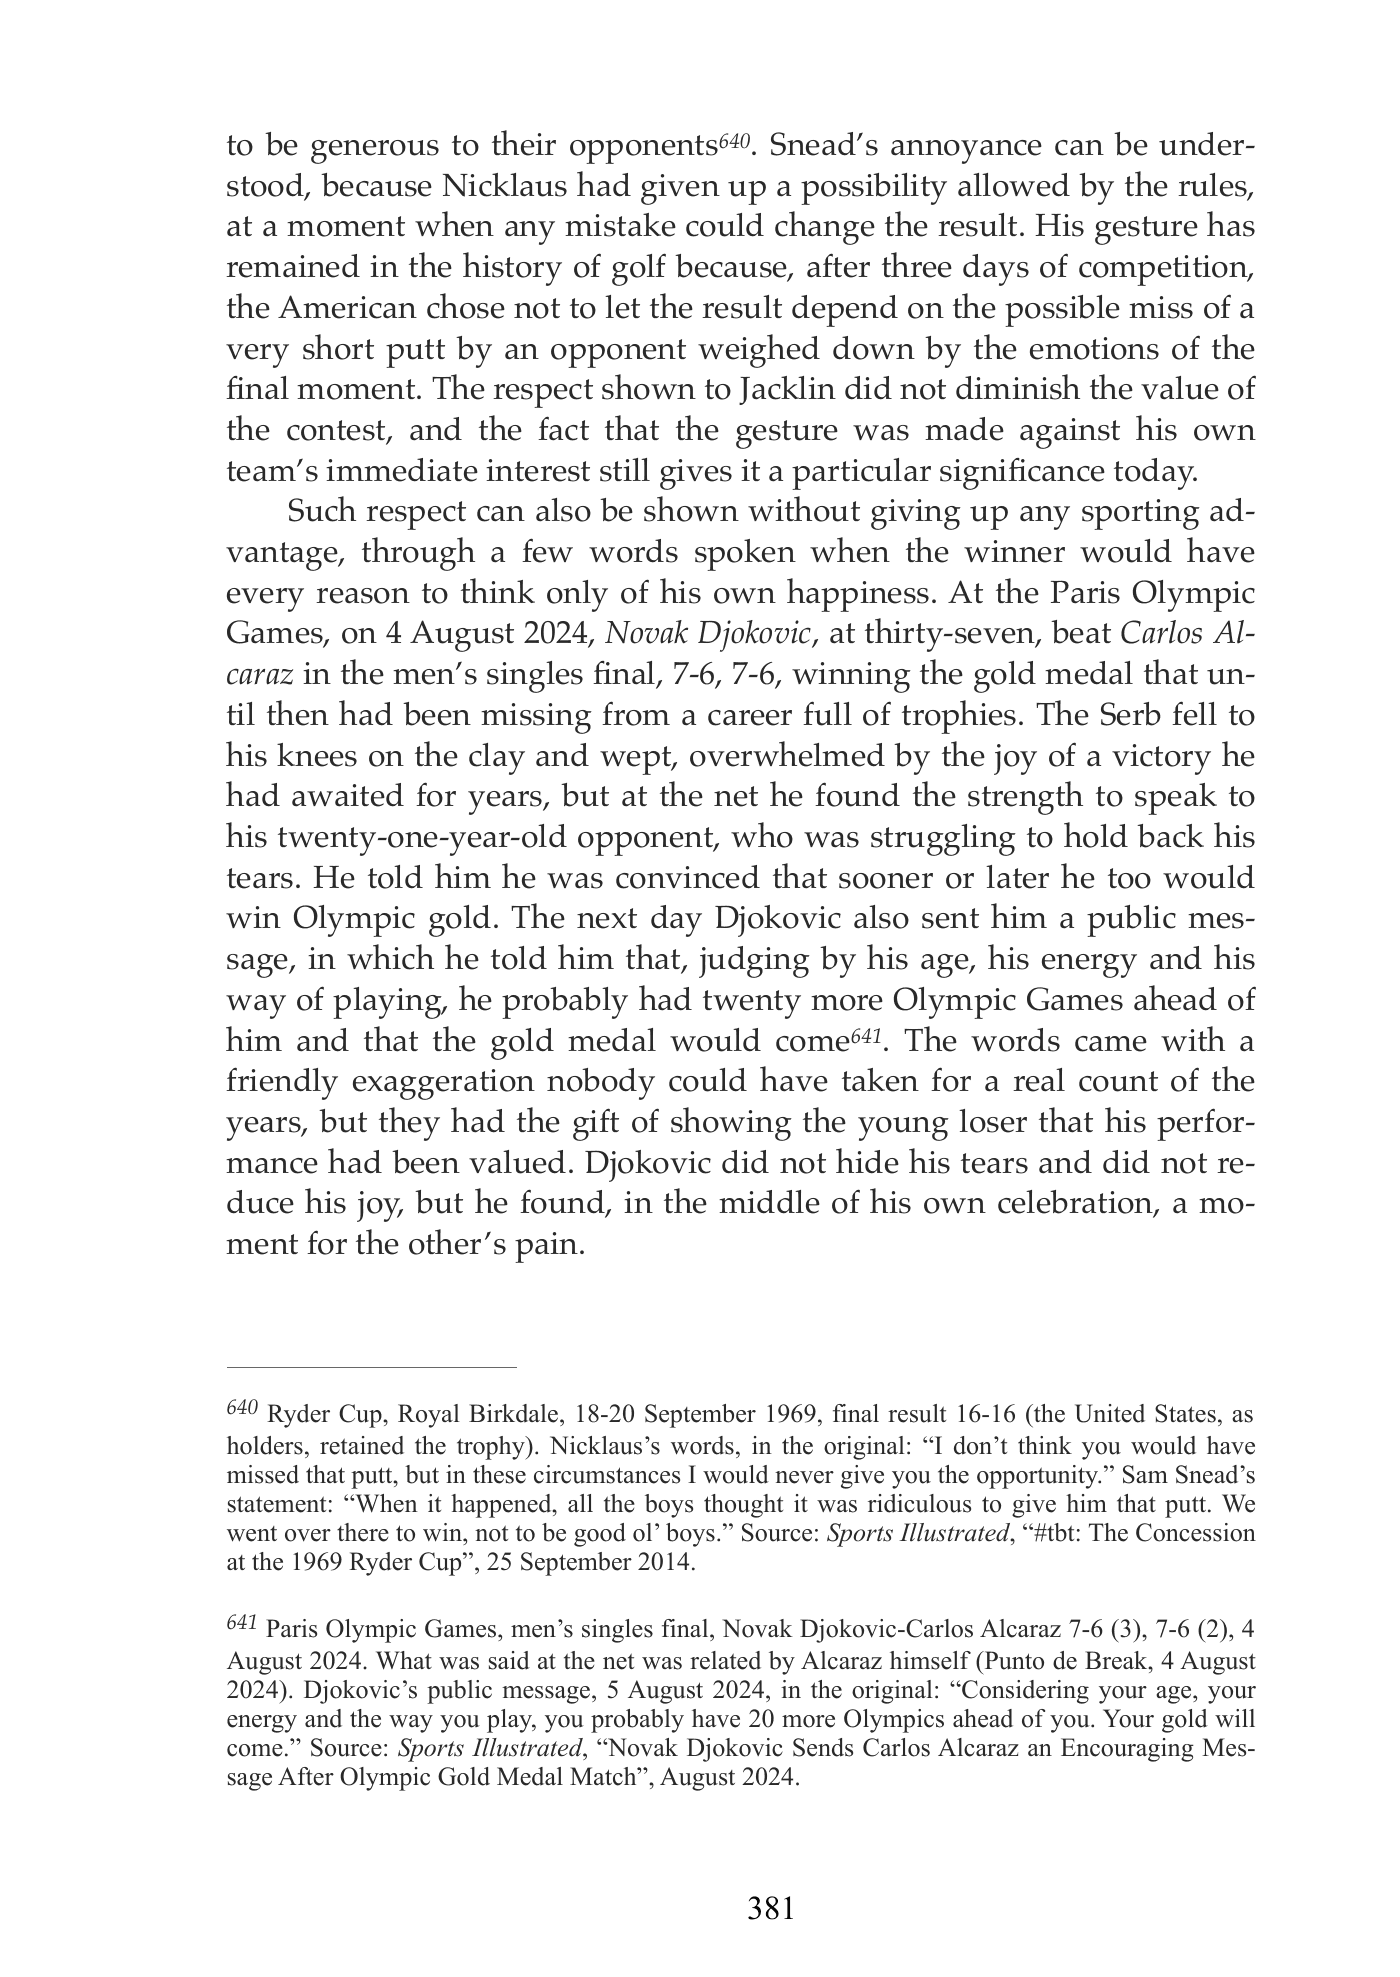 to be generous to their opponents640. Snead’s annoyance can be under-
stood, because Nicklaus had given up a possibility allowed by the rules,
at a moment when any mistake could change the result. His gesture has
remained in the history of golf because, after three days of competition,
the American chose not to let the result depend on the possible miss of a
very short putt by an opponent weighed down by the emotions of the
final moment. The respect shown to Jacklin did not diminish the value of
the contest, and the fact that the gesture was made against his own
team’s immediate interest still gives it a particular significance today.
Such respect can also be shown without giving up any sporting ad-
vantage, through a few words spoken when the winner would have
every reason to think only of his own happiness. At the Paris Olympic
Games, on 4 August 2024, Novak Djokovic, at thirty-seven, beat Carlos Al-
caraz in the men’s singles final, 7-6, 7-6, winning the gold medal that un-
til then had been missing from a career full of trophies. The Serb fell to
his knees on the clay and wept, overwhelmed by the joy of a victory he
had awaited for years, but at the net he found the strength to speak to
his twenty-one-year-old opponent, who was struggling to hold back his
tears. He told him he was convinced that sooner or later he too would
win Olympic gold. The next day Djokovic also sent him a public mes-
sage, in which he told him that, judging by his age, his energy and his
way of playing, he probably had twenty more Olympic Games ahead of
him and that the gold medal would come641. The words came with a
friendly exaggeration nobody could have taken for a real count of the
years, but they had the gift of showing the young loser that his perfor-
mance had been valued. Djokovic did not hide his tears and did not re-
duce his joy, but he found, in the middle of his own celebration, a mo-
ment for the other’s pain.
640 Ryder Cup, Royal Birkdale, 18-20 September 1969, final result 16-16 (the United States, as
holders, retained the trophy). Nicklaus’s words, in the original: “I don’t think you would have
missed that putt, but in these circumstances I would never give you the opportunity.” Sam Snead’s
statement: “When it happened, all the boys thought it was ridiculous to give him that putt. We
went over there to win, not to be good ol’ boys.” Source: Sports Illustrated, “#tbt: The Concession
at the 1969 Ryder Cup”, 25 September 2014.
641 Paris Olympic Games, men’s singles final, Novak Djokovic-Carlos Alcaraz 7-6 (3), 7-6 (2), 4
August 2024. What was said at the net was related by Alcaraz himself (Punto de Break, 4 August
2024). Djokovic’s public message, 5 August 2024, in the original: “Considering your age, your
energy and the way you play, you probably have 20 more Olympics ahead of you. Your gold will
come.” Source: Sports Illustrated, “Novak Djokovic Sends Carlos Alcaraz an Encouraging Mes-
sage After Olympic Gold Medal Match”, August 2024.
381